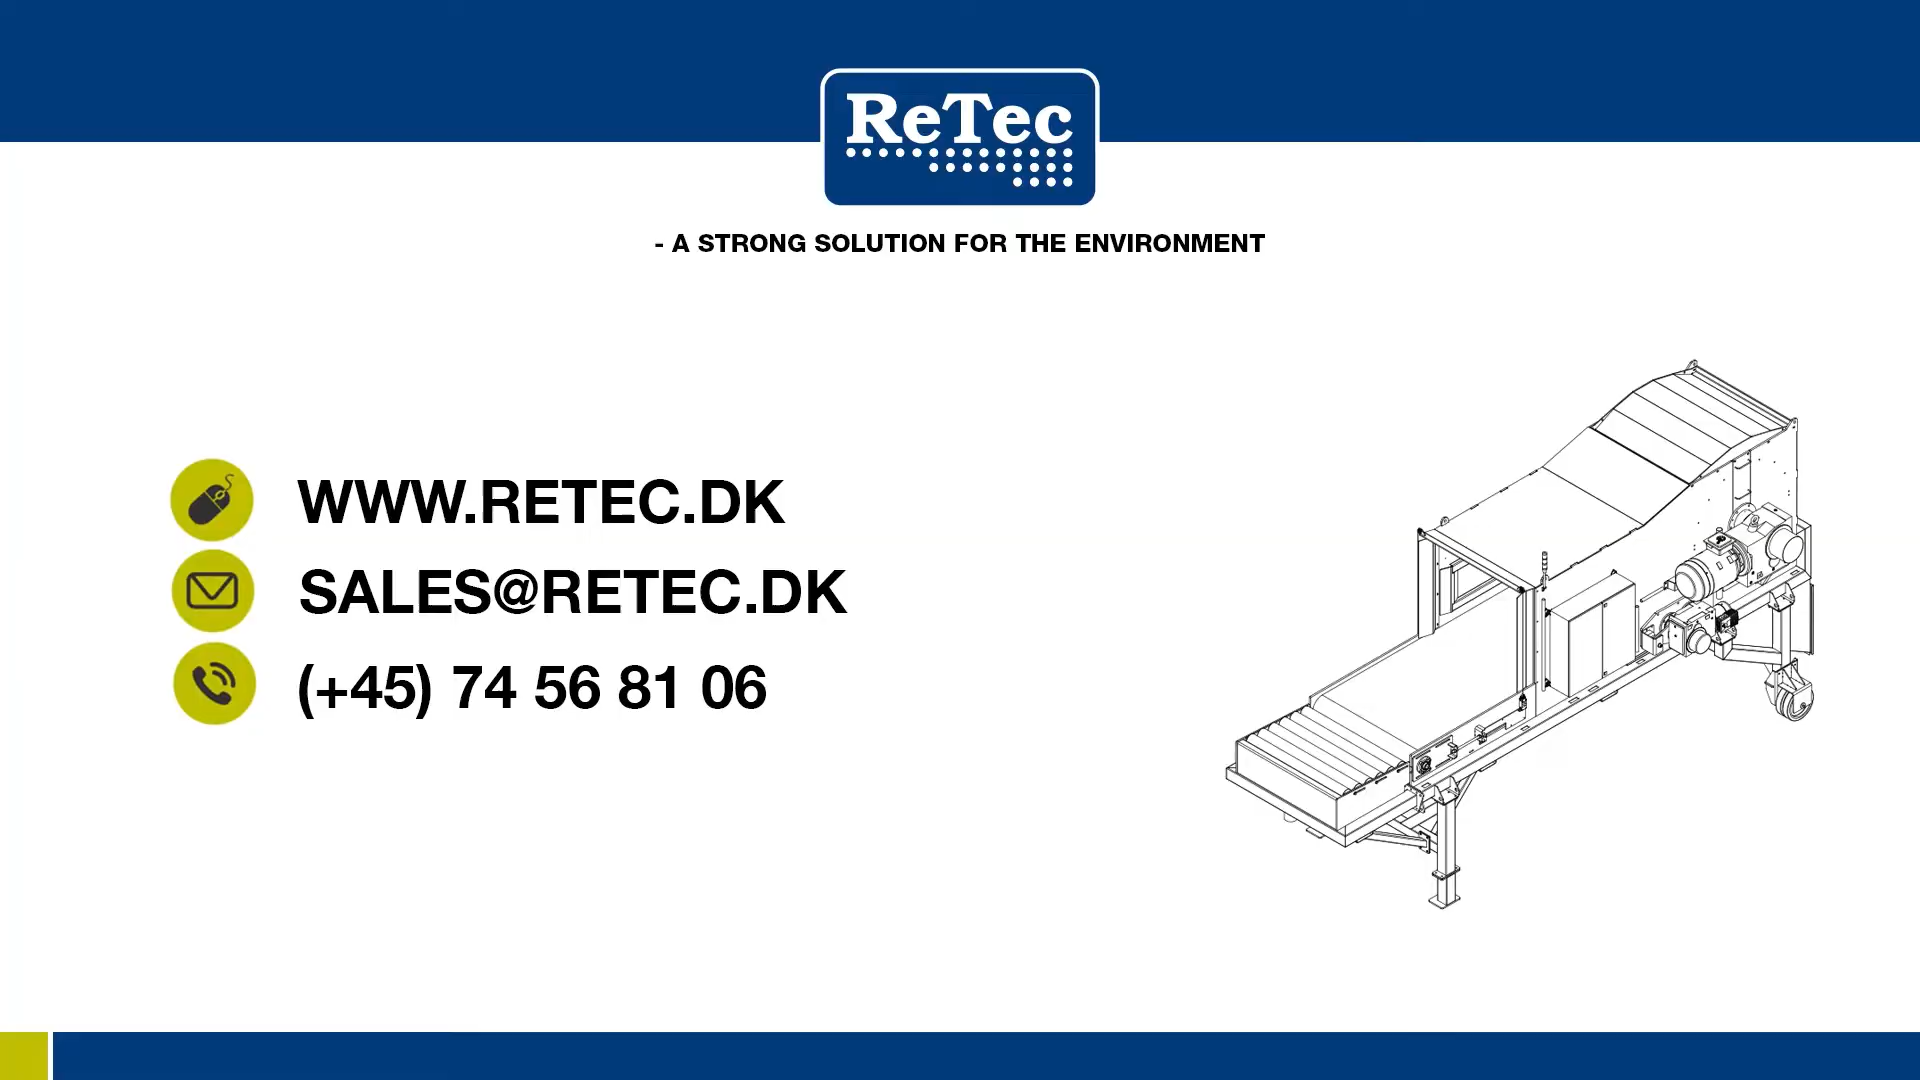 ReTec
- A STRONG SOLUTION FOR THE ENVIRONMENT
WWW.RETEC.DK
SALES@RETEC.DK
(+45) 74 56 81 06